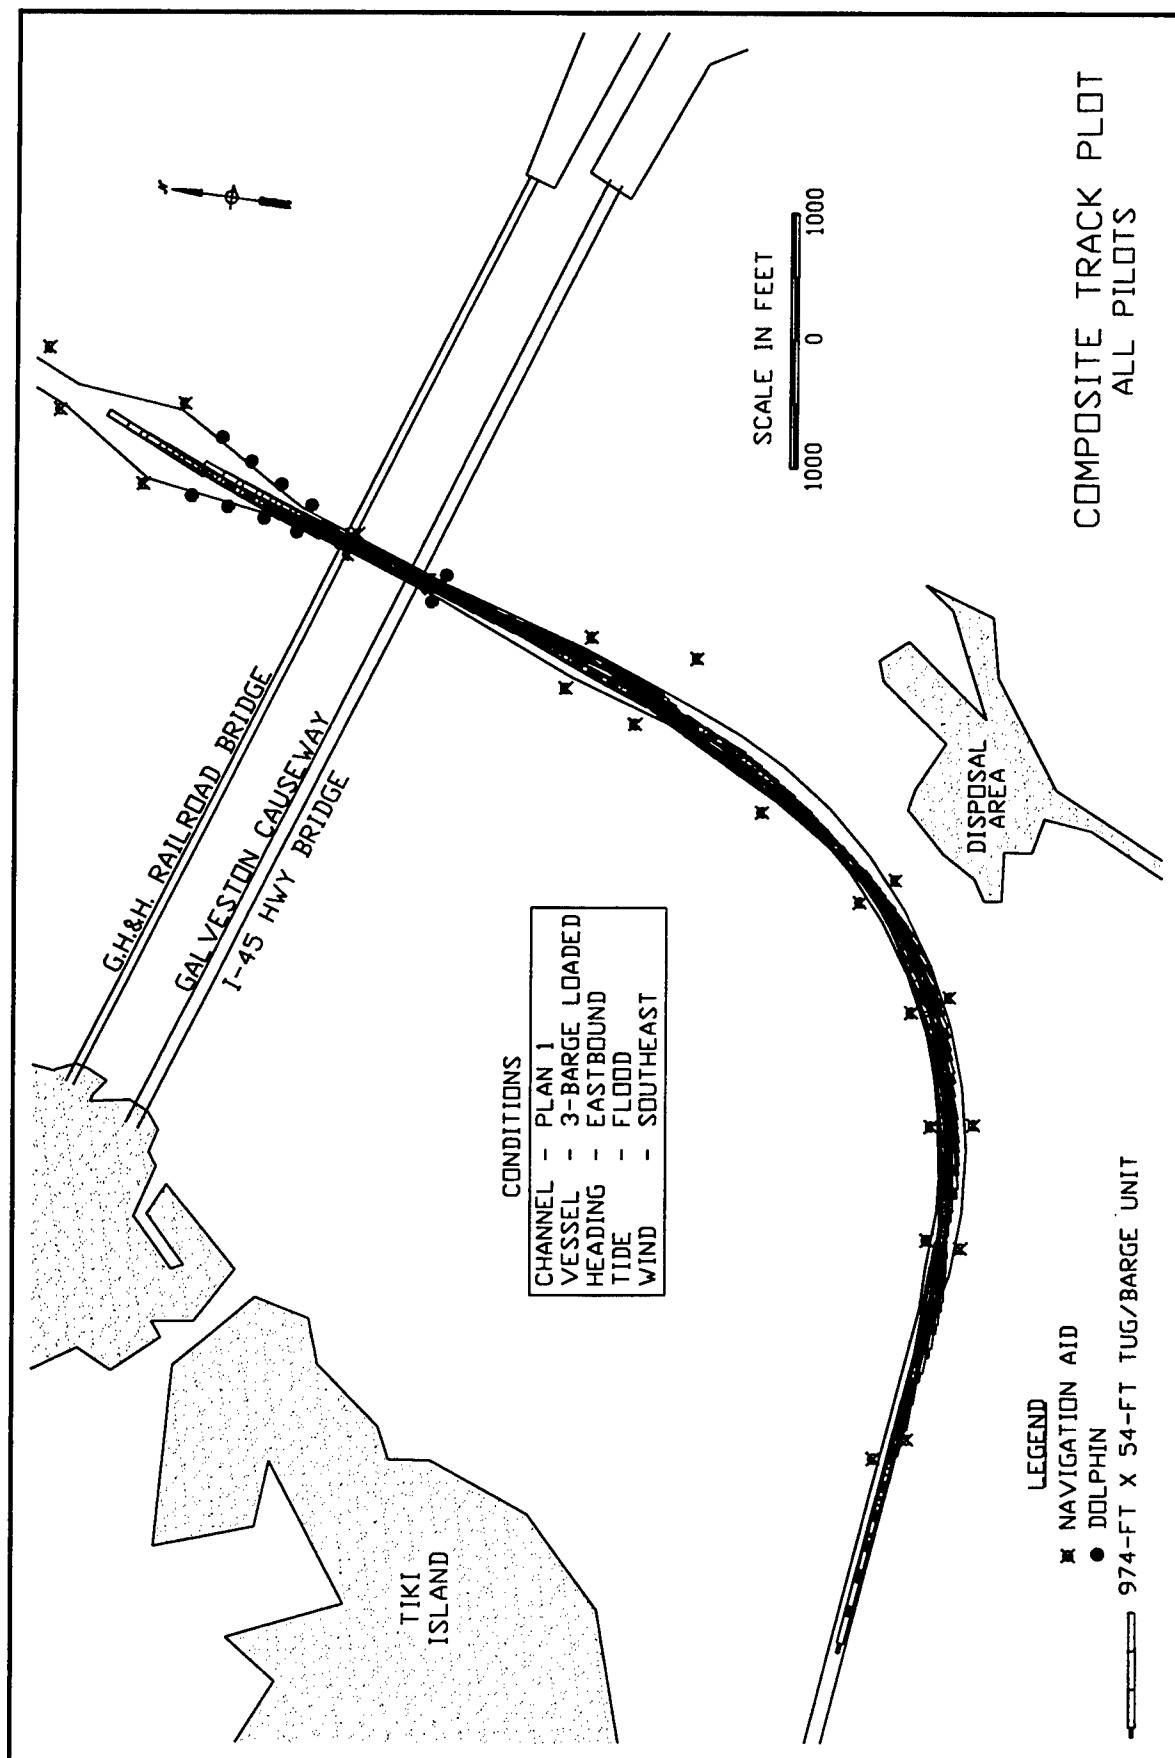 G.H.&H. RAILROAD BRIDGE
GALVESTON CAUSEWAY
I-45 HWY BRIDGE
N
TIKI
ISLAND
CONDITIONS
CHANNEL - PLAN 1
VESSEL - 3-BARGE LOADED
HEADING - EASTBOUND
TIDE - FLOOD
WIND - SOUTHEAST
SCALE IN FEET
1000 0 1000
DISPOSAL
AREA
LEGEND
NAVIGATION AID
DOLPHIN
974-FT X 54-FT TUG/BARGE UNIT
COMPOSITE TRACK PLOT
ALL PILOTS